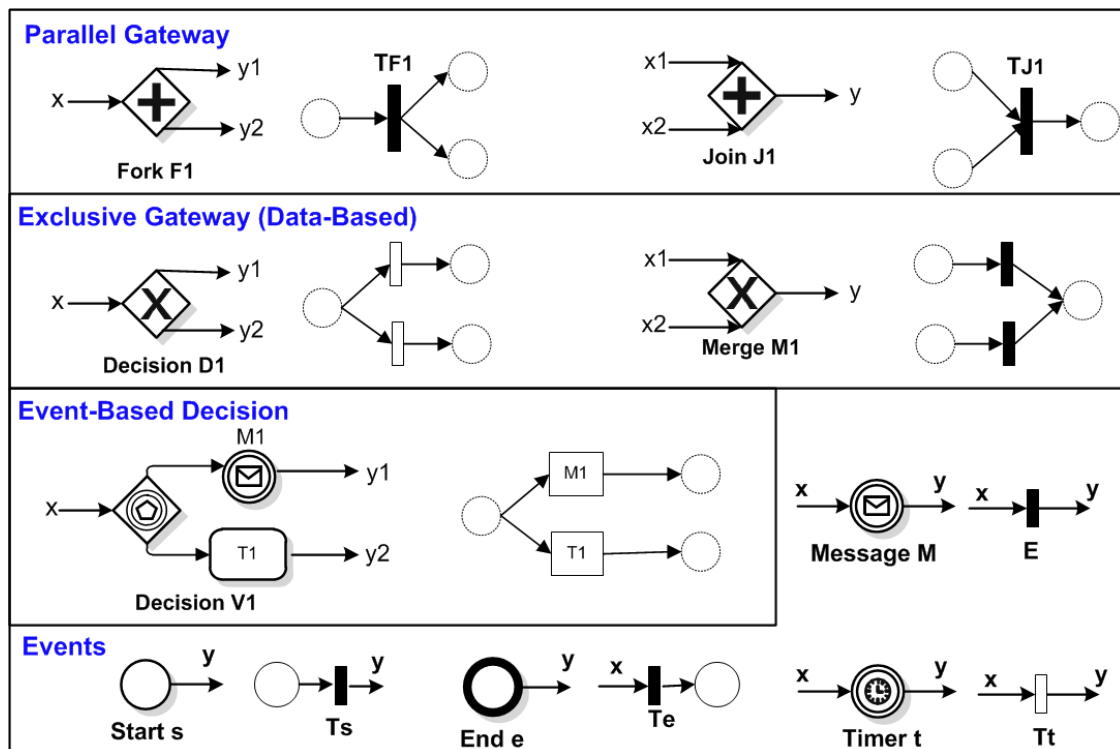 Parallel Gateway
x
y1
y2
Fork F1
TF1
x1
x2
y
Join J1
TJ1
Exclusive Gateway (Data-Based)
x
y1
y2
Decision D1
x1
x2
y
Merge M1
Event-Based Decision
x
M1
y1
T1
y2
Decision V1
M1
T1
x
y
Message M
x
y
E
Events
y
Start s
y
Ts
y
End e
x
Te
x
y
Timer t
x
y
Tt